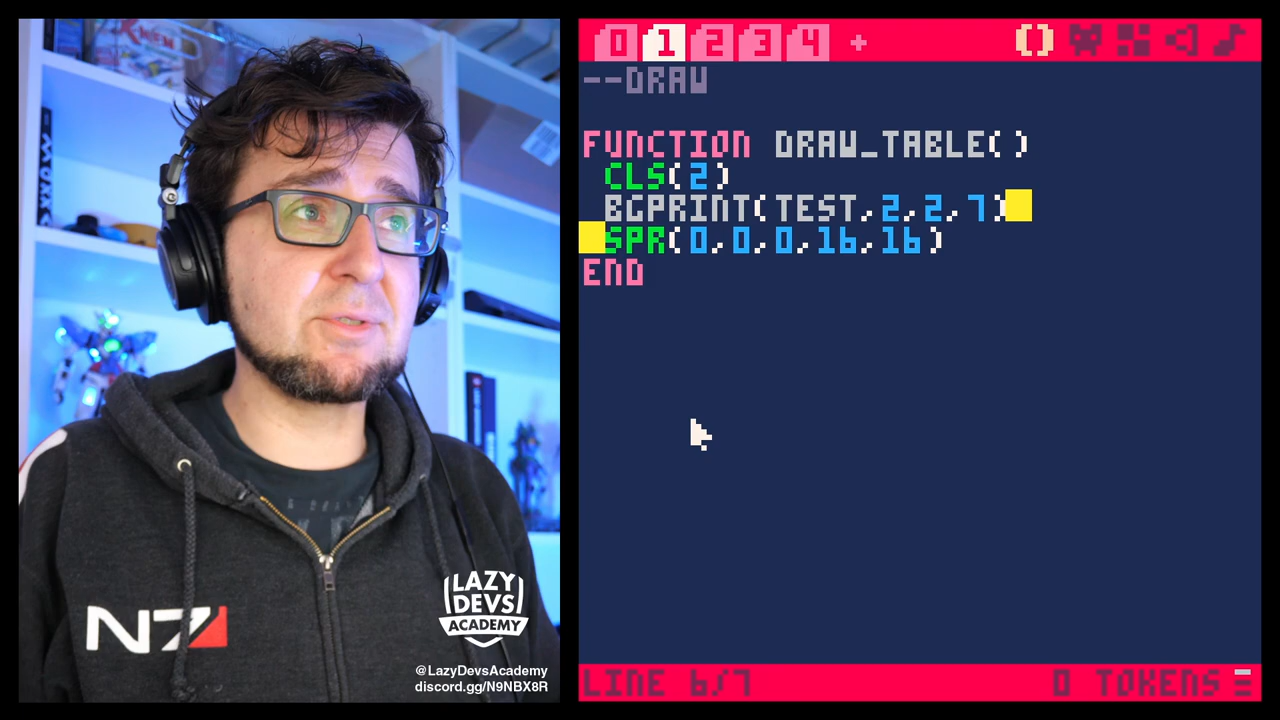 N7
LAZY
DEVS
ACADEMY
@LazyDevsAcademy
discord.gg/N9NBX8R
0 1 2 3 4 +
--DRAW
FUNCTION DRAW_TABLE()
CLS(2)
BGPRINT(TEST,2,2,7)
SPR(0,0,0,16,16)
END
LINE 6/7
0 TOKENS